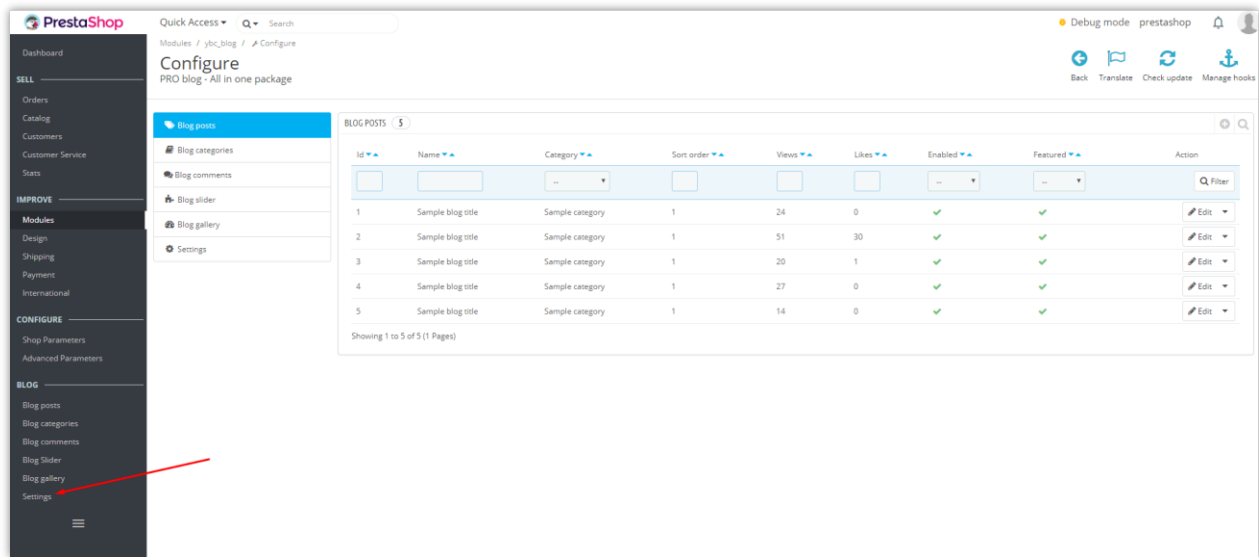 PrestaShop
Quick Access Search Debug mode prestashop
Modules / ybc_blog / Configure
Configure
PRO blog - All in one package
Back Translate Check update Manage hooks
Dashboard
SELL
Orders
Catalog
Customers
Customer Service
Stats
IMPROVE
Modules
Design
Shipping
Payment
International
CONFIGURE
Shop Parameters
Advanced Parameters
BLOG
Blog posts
Blog categories
Blog comments
Blog Slider
Blog gallery
Settings
Blog posts
Blog categories
Blog comments
Blog slider
Blog gallery
Settings
BLOG POSTS 5
Id Name Category Sort order Views Likes Enabled Featured Action
-- -- -- Filter
1 Sample blog title Sample category 1 24 0 Edit
2 Sample blog title Sample category 1 51 30 Edit
3 Sample blog title Sample category 1 20 1 Edit
4 Sample blog title Sample category 1 27 0 Edit
5 Sample blog title Sample category 1 14 0 Edit
Showing 1 to 5 of 5 (1 Pages)